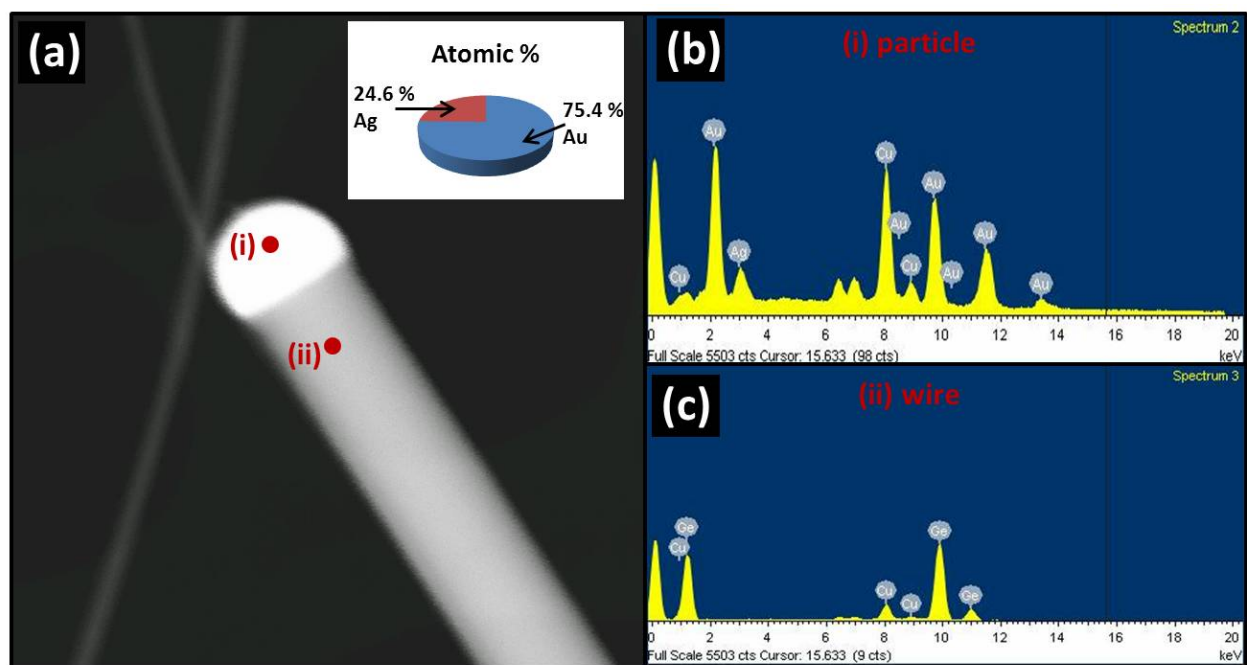 (a)
Atomic %
24.6 %
Ag
75.4 %
Au
(i)
(ii)
(b)
(i) particle
Spectrum 2
Cu
Au
Ag
Cu
Au
Cu
Au
Au
Au
Au
0 2 4 6 8 10 12 14 16 18 20
Full Scale 5503 cts Cursor: 15.633 (98 cts) keV
(c)
(ii) wire
Spectrum 3
Ge
Cu
Cu
Cu
Ge
Ge
0 2 4 6 8 10 12 14 16 18 20
Full Scale 5503 cts Cursor: 15.633 (9 cts) keV